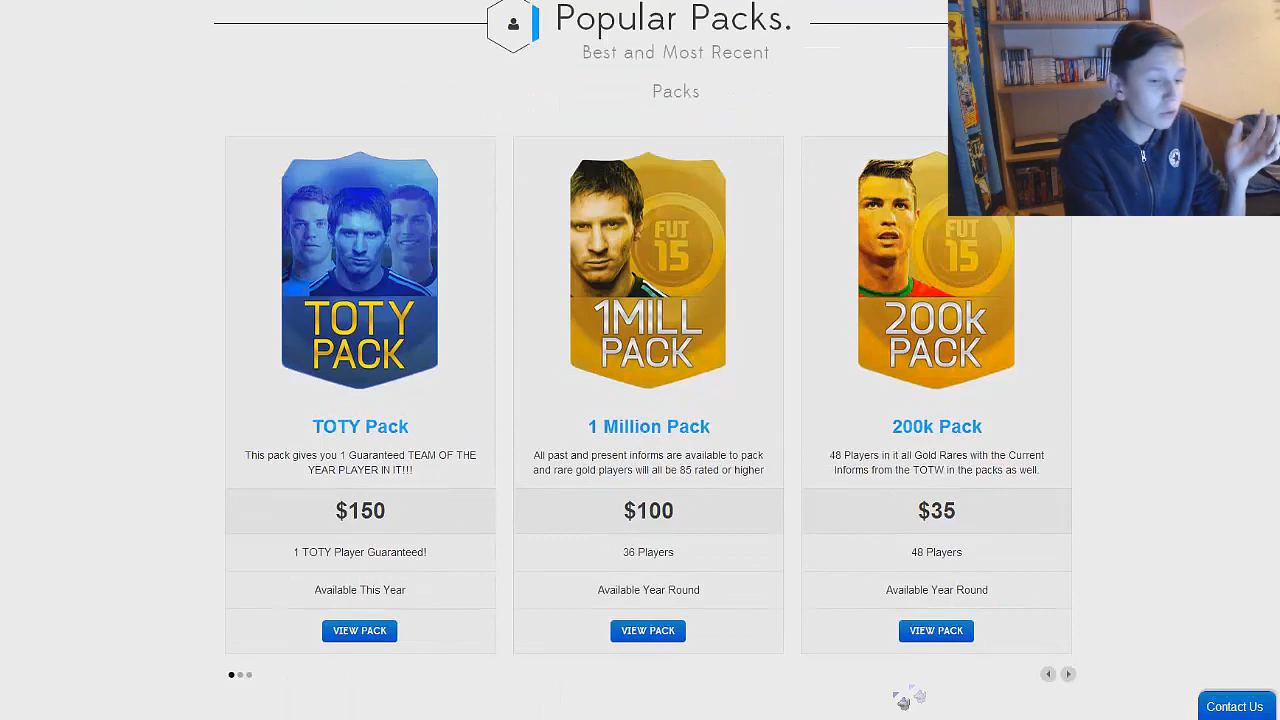 Popular Packs.
Best and Most Recent
Packs
TOTY
PACK
FUT
15
1MILL
PACK
FUT
15
200k
PACK
TOTY Pack
This pack gives you 1 Guaranteed TEAM OF THE
YEAR PLAYER IN IT!!!
$150
1 TOTY Player Guaranteed!
Available This Year
VIEW PACK
1 Million Pack
All past and present informs are available to pack
and rare gold players will all be 85 rated or higher
$100
36 Players
Available Year Round
VIEW PACK
200k Pack
48 Players in it all Gold Rares with the Current
Informs from the TOTW in the packs as well.
$35
48 Players
Available Year Round
VIEW PACK
Contact Us